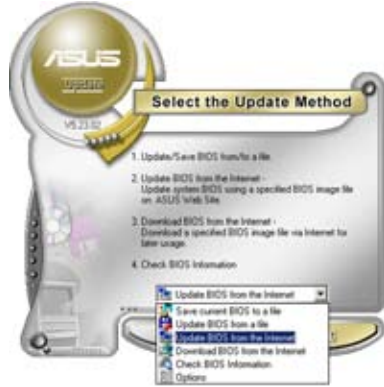 ASUS
Update
V5.23.02
Select the Update Method
1. Update/Save BIOS from/to a file
2. Update BIOS from the Internet -
Update system BIOS using a specified BIOS image file
on ASUS Web Site.
3. Download BIOS from the Internet -
Download a specified BIOS image file via Internet for
later usage.
4. Check BIOS Information
Update BIOS from the Internet
Save current BIOS to a file
Update BIOS from a file
Update BIOS from the Internet
Download BIOS from the Internet
Check BIOS Information
Options